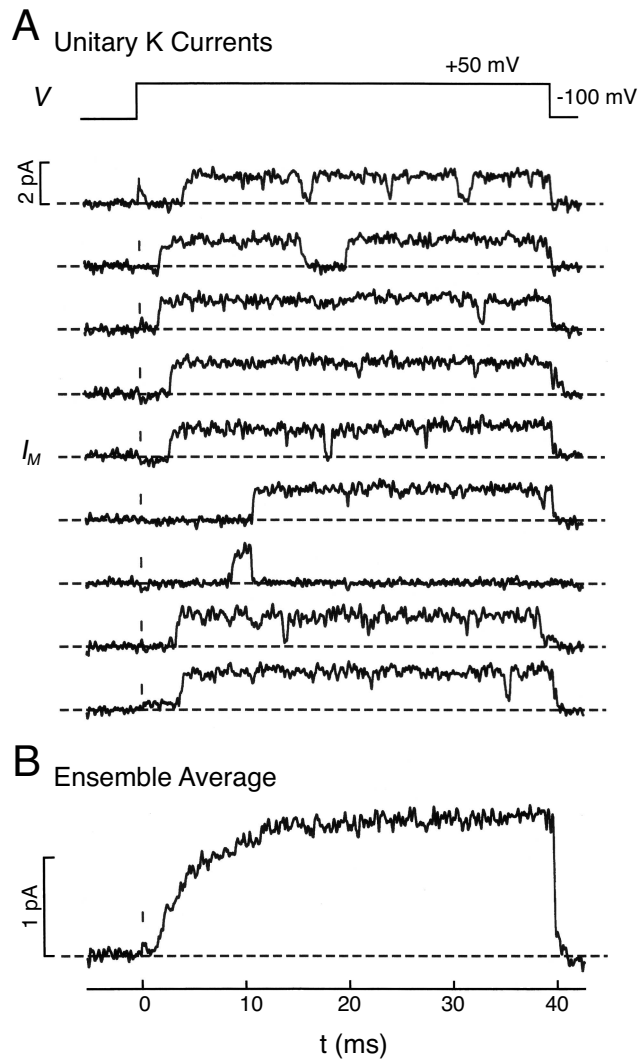 A Unitary K Currents
+50 mV
V
-100 mV
2 pA
I_M
B Ensemble Average
1 pA
0 10 20 30 40
t (ms)